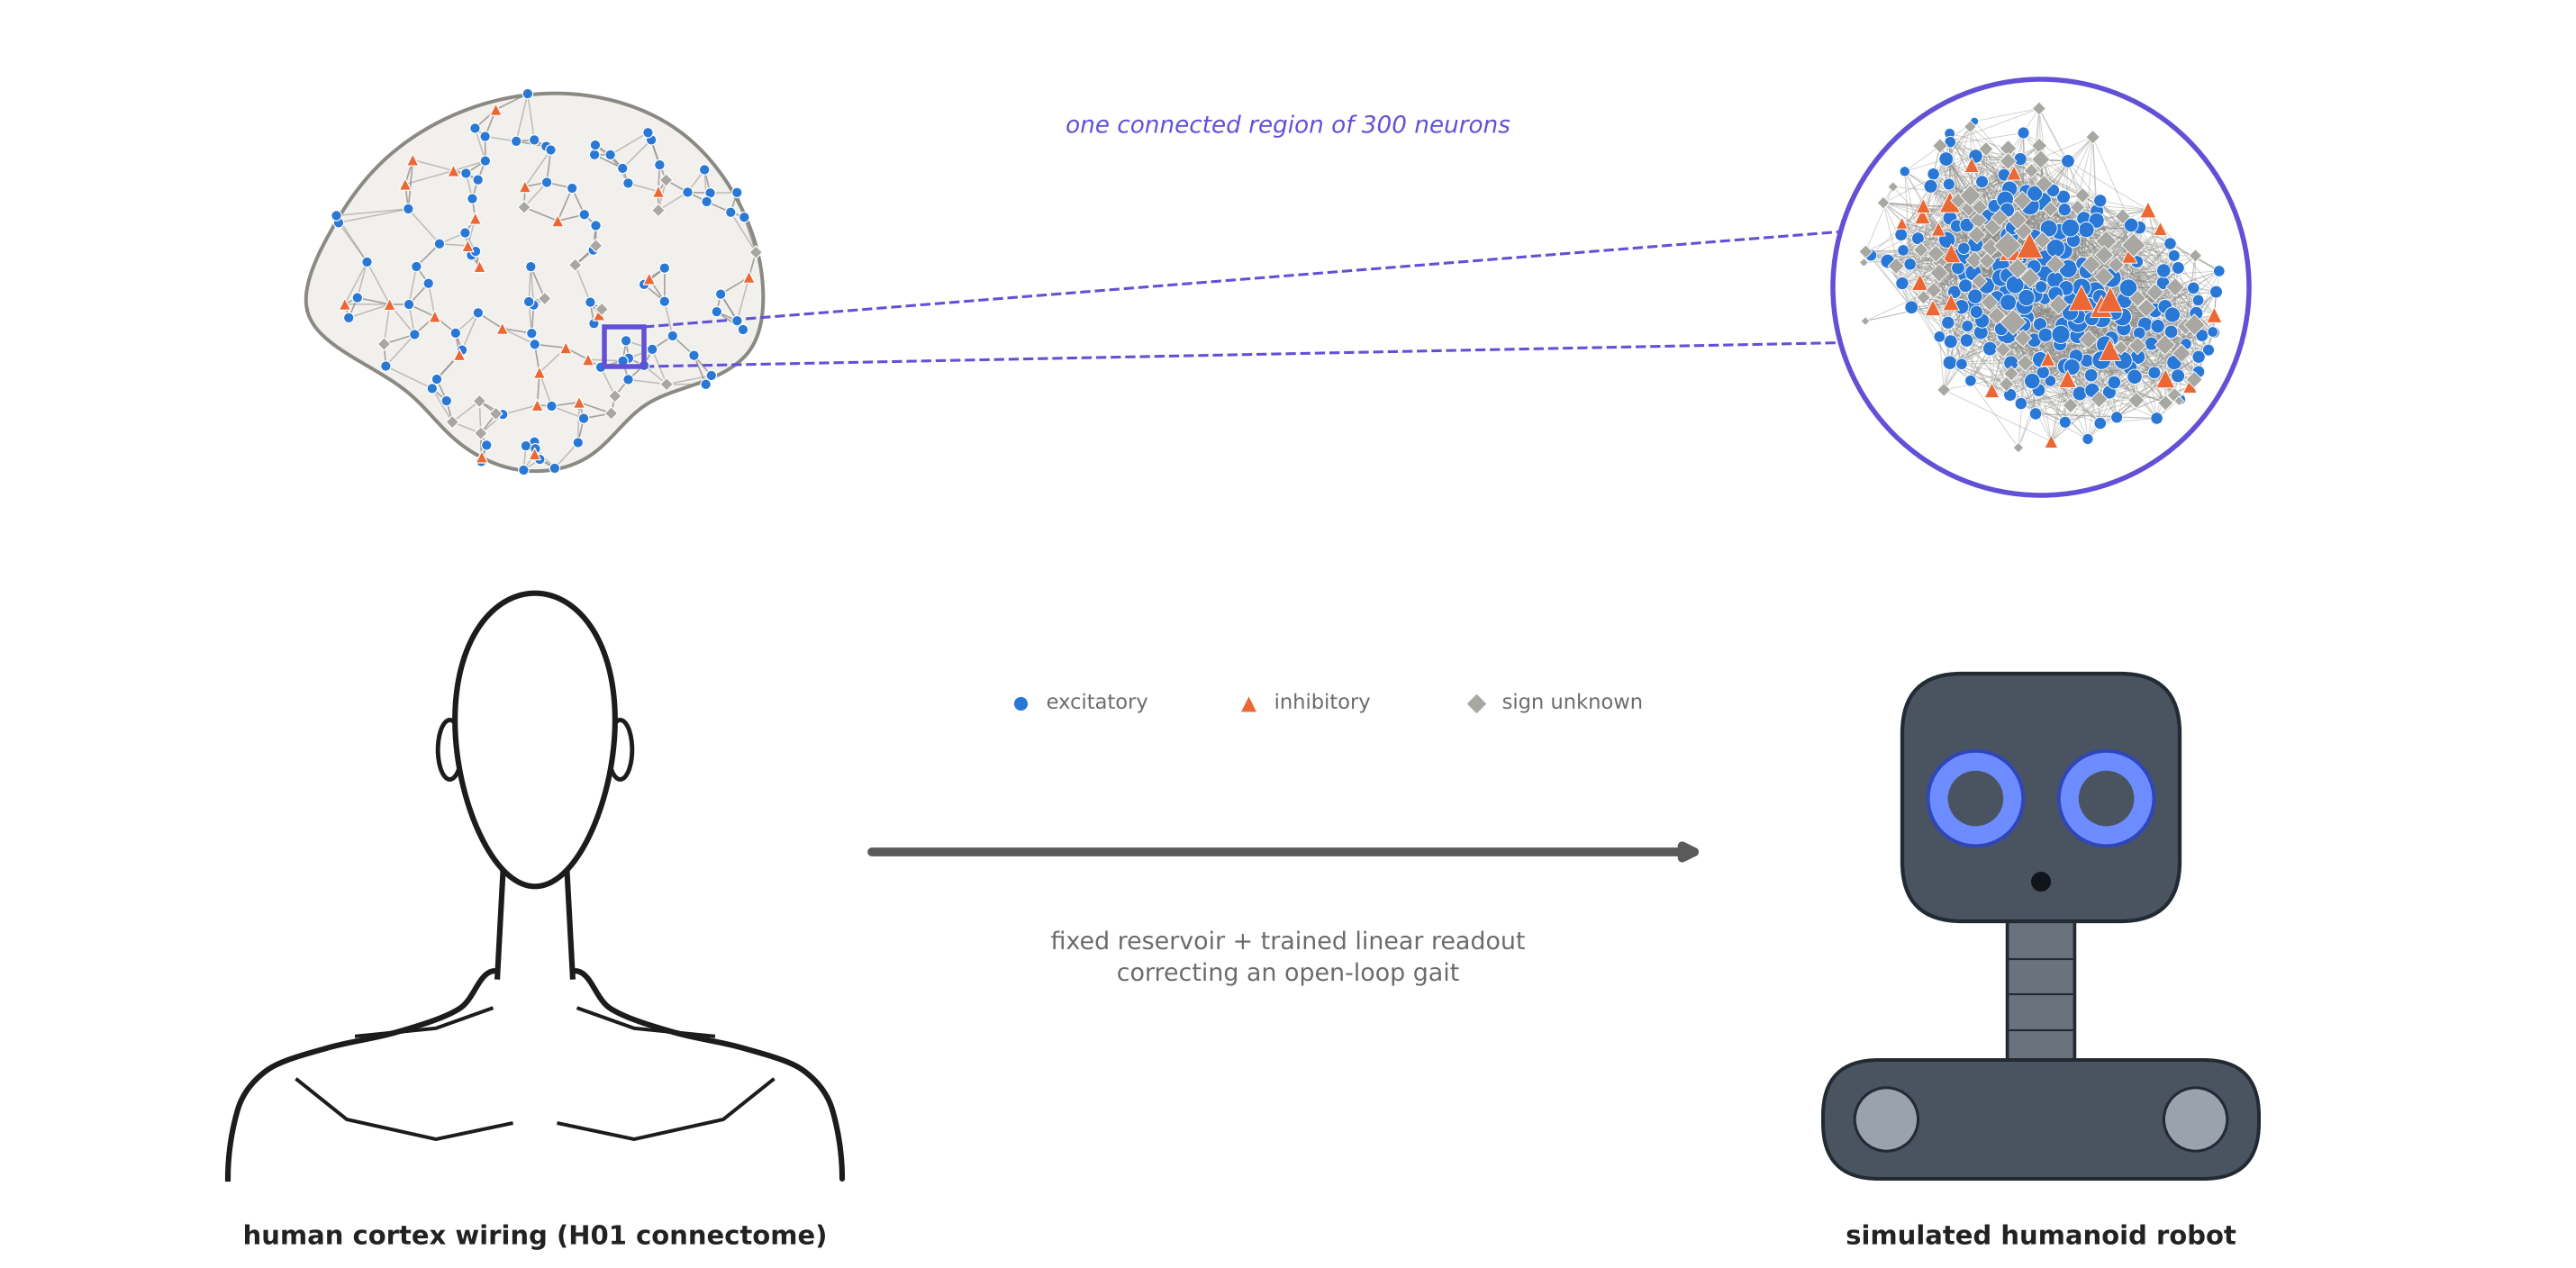 one connected region of 300 neurons
excitatory
inhibitory
sign unknown
fixed reservoir + trained linear readout
correcting an open-loop gait
human cortex wiring (H01 connectome)
simulated humanoid robot